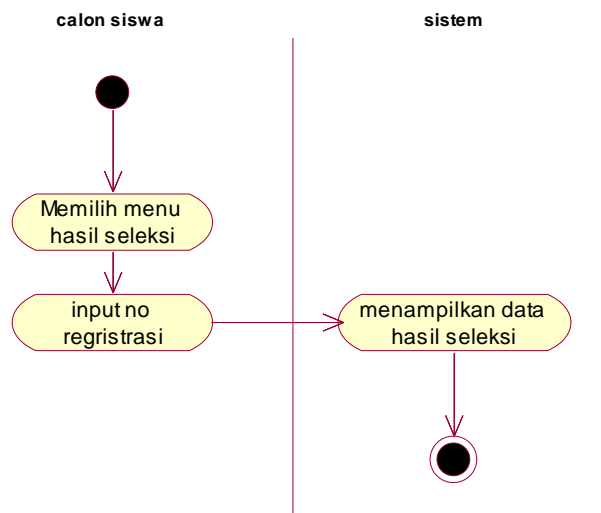 calon siswa
sistem
Memilih menu
hasil seleksi
input no
regristrasi
menampilkan data
hasil seleksi